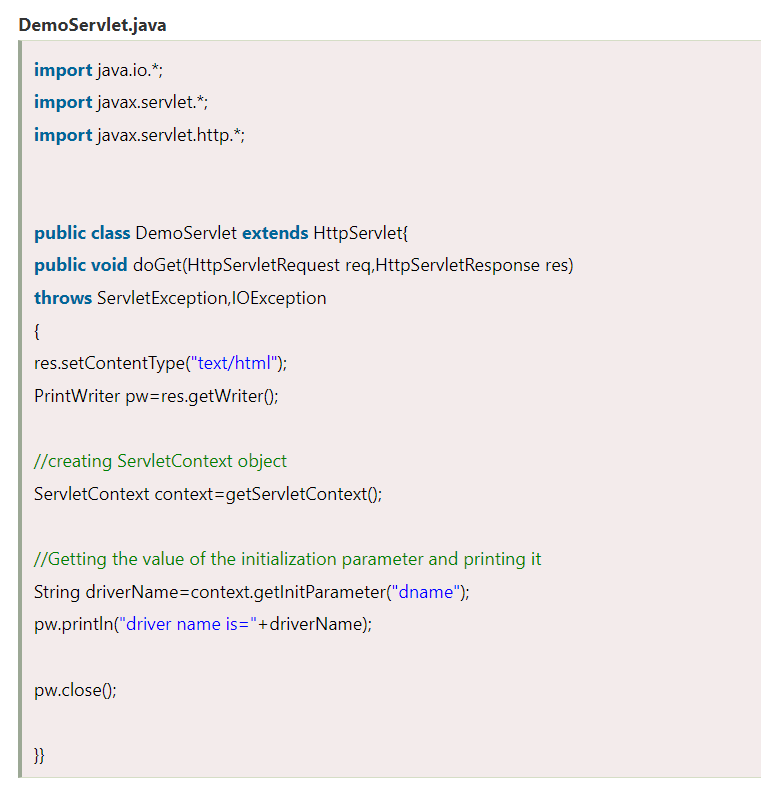 DemoServlet.java
import java.io.*;
import javax.servlet.*;
import javax.servlet.http.*;
public class DemoServlet extends HttpServlet{
public void doGet(HttpServletRequest req,HttpServletResponse res)
throws ServletException,IOException
{
res.setContentType("text/html");
PrintWriter pw=res.getWriter();
//creating ServletContext object
ServletContext context=getServletContext();
//Getting the value of the initialization parameter and printing it
String driverName=context.getInitParameter("dname");
pw.println("driver name is="+driverName);
pw.close();
}}